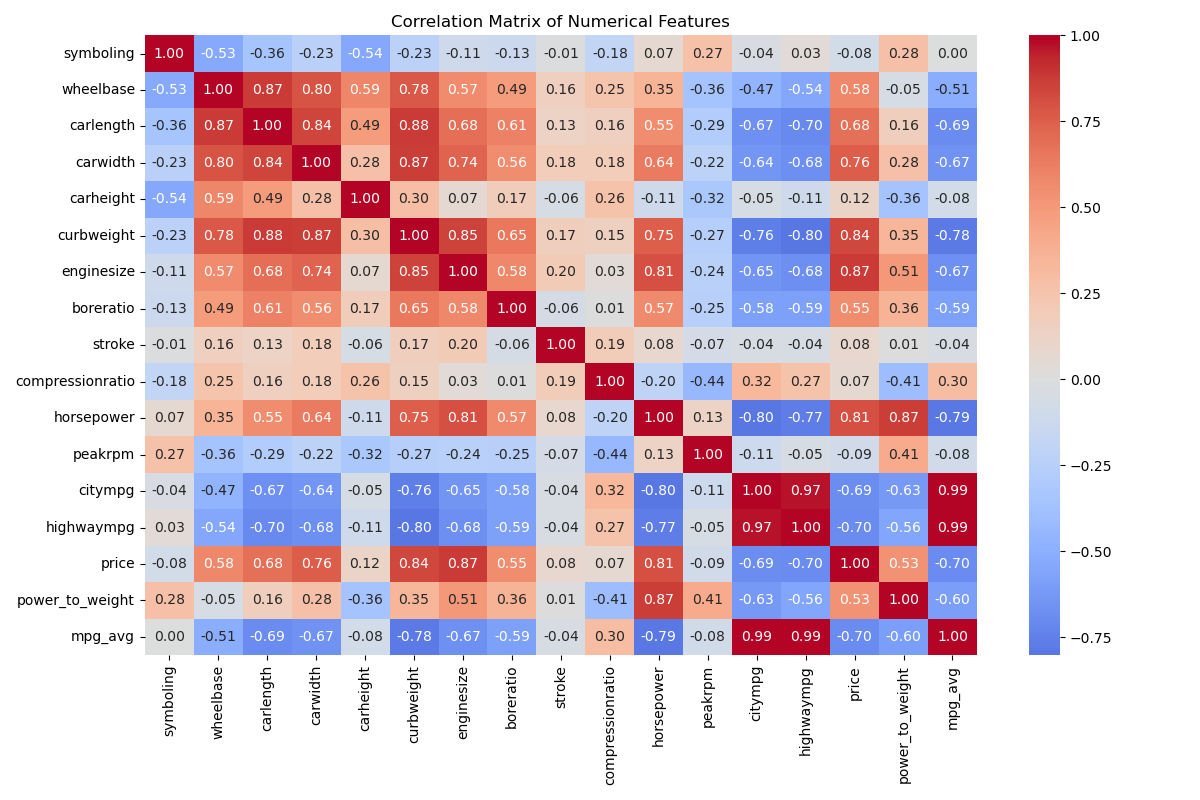 Correlation Matrix of Numerical Features
symboling 1.00 -0.53 -0.36 -0.23 -0.54 -0.23 -0.11 -0.13 -0.01 -0.18 0.07 0.27 -0.04 0.03 -0.08 0.28 0.00
wheelbase -0.53 1.00 0.87 0.80 0.59 0.78 0.57 0.49 0.16 0.25 0.35 -0.36 -0.47 -0.54 0.58 -0.05 -0.51
carlength -0.36 0.87 1.00 0.84 0.49 0.88 0.68 0.61 0.13 0.16 0.55 -0.29 -0.67 -0.70 0.68 0.16 -0.69
carwidth -0.23 0.80 0.84 1.00 0.28 0.87 0.74 0.56 0.18 0.18 0.64 -0.22 -0.64 -0.68 0.76 0.28 -0.67
carheight -0.54 0.59 0.49 0.28 1.00 0.30 0.07 0.17 -0.06 0.26 -0.11 -0.32 -0.05 -0.11 0.12 -0.36 -0.08
curbweight -0.23 0.78 0.88 0.87 0.30 1.00 0.85 0.65 0.17 0.15 0.75 -0.27 -0.76 -0.80 0.84 0.35 -0.78
enginesize -0.11 0.57 0.68 0.74 0.07 0.85 1.00 0.58 0.20 0.03 0.81 -0.24 -0.65 -0.68 0.87 0.51 -0.67
boreratio -0.13 0.49 0.61 0.56 0.17 0.65 0.58 1.00 -0.06 0.01 0.57 -0.25 -0.58 -0.59 0.55 0.36 -0.59
stroke -0.01 0.16 0.13 0.18 -0.06 0.17 0.20 -0.06 1.00 0.19 0.08 -0.07 -0.04 -0.04 0.08 0.01 -0.04
compressionratio -0.18 0.25 0.16 0.18 0.26 0.15 0.03 0.01 0.19 1.00 -0.20 -0.44 0.32 0.27 0.07 -0.41 0.30
horsepower 0.07 0.35 0.55 0.64 -0.11 0.75 0.81 0.57 0.08 -0.20 1.00 0.13 -0.80 -0.77 0.81 0.87 -0.79
peakrpm 0.27 -0.36 -0.29 -0.22 -0.32 -0.27 -0.24 -0.25 -0.07 -0.44 0.13 1.00 -0.11 -0.05 -0.09 0.41 -0.08
citympg -0.04 -0.47 -0.67 -0.64 -0.05 -0.76 -0.65 -0.58 -0.04 0.32 -0.80 -0.11 1.00 0.97 -0.69 -0.63 0.99
highwaympg 0.03 -0.54 -0.70 -0.68 -0.11 -0.80 -0.68 -0.59 -0.04 0.27 -0.77 -0.05 0.97 1.00 -0.70 -0.56 0.99
price -0.08 0.58 0.68 0.76 0.12 0.84 0.87 0.55 0.08 0.07 0.81 -0.09 -0.69 -0.70 1.00 0.53 -0.70
power_to_weight 0.28 -0.05 0.16 0.28 -0.36 0.35 0.51 0.36 0.01 -0.41 0.87 0.41 -0.63 -0.56 0.53 1.00 -0.60
mpg_avg 0.00 -0.51 -0.69 -0.67 -0.08 -0.78 -0.67 -0.59 -0.04 0.30 -0.79 -0.08 0.99 0.99 -0.70 -0.60 1.00
symboling
wheelbase
carlength
carwidth
carheight
curbweight
enginesize
boreratio
stroke
compressionratio
horsepower
peakrpm
citympg
highwaympg
price
power_to_weight
mpg_avg
1.00
0.75
0.50
0.25
0.00
−0.25
−0.50
−0.75